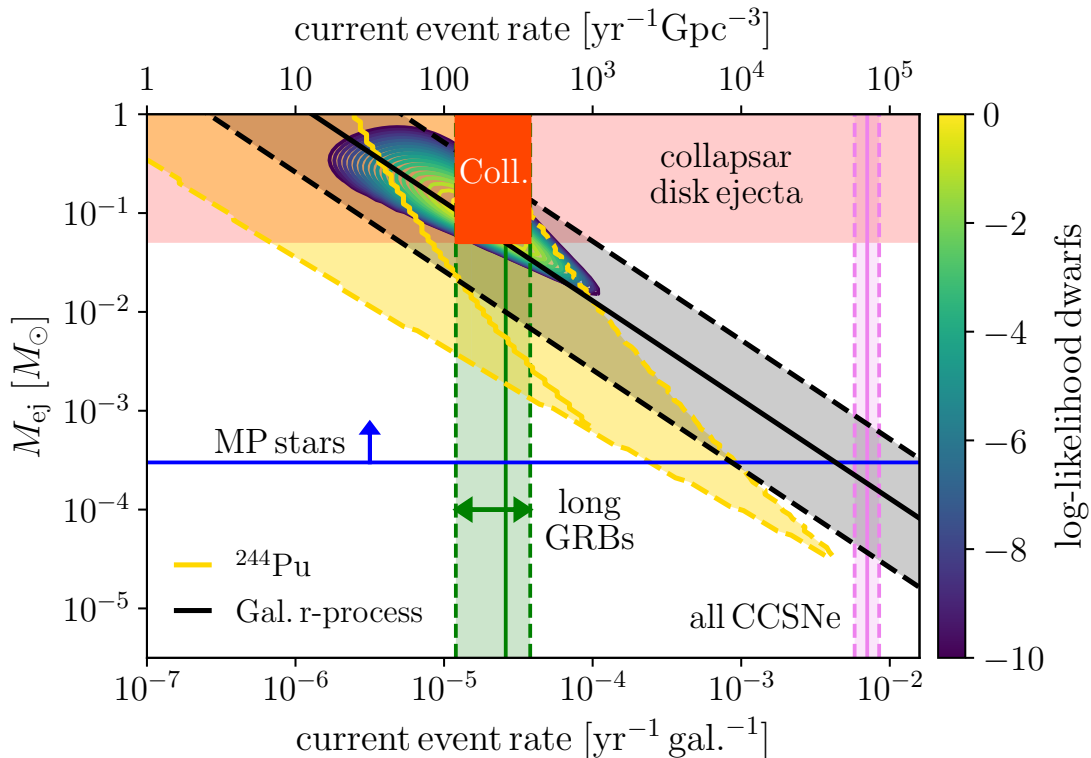 current event rate [yr⁻¹Gpc⁻³]
1 10 100 10³ 10⁴ 10⁵
1
10⁻¹
10⁻²
10⁻³
10⁻⁴
10⁻⁵
M_ej [M_⊙]
Coll.
collapsar
disk ejecta
MP stars
long
GRBs
²⁴⁴Pu
Gal. r-process
all CCSNe
10⁻⁷ 10⁻⁶ 10⁻⁵ 10⁻⁴ 10⁻³ 10⁻²
current event rate [yr⁻¹ gal.⁻¹]
0
−2
−4
−6
−8
−10
log-likelihood dwarfs